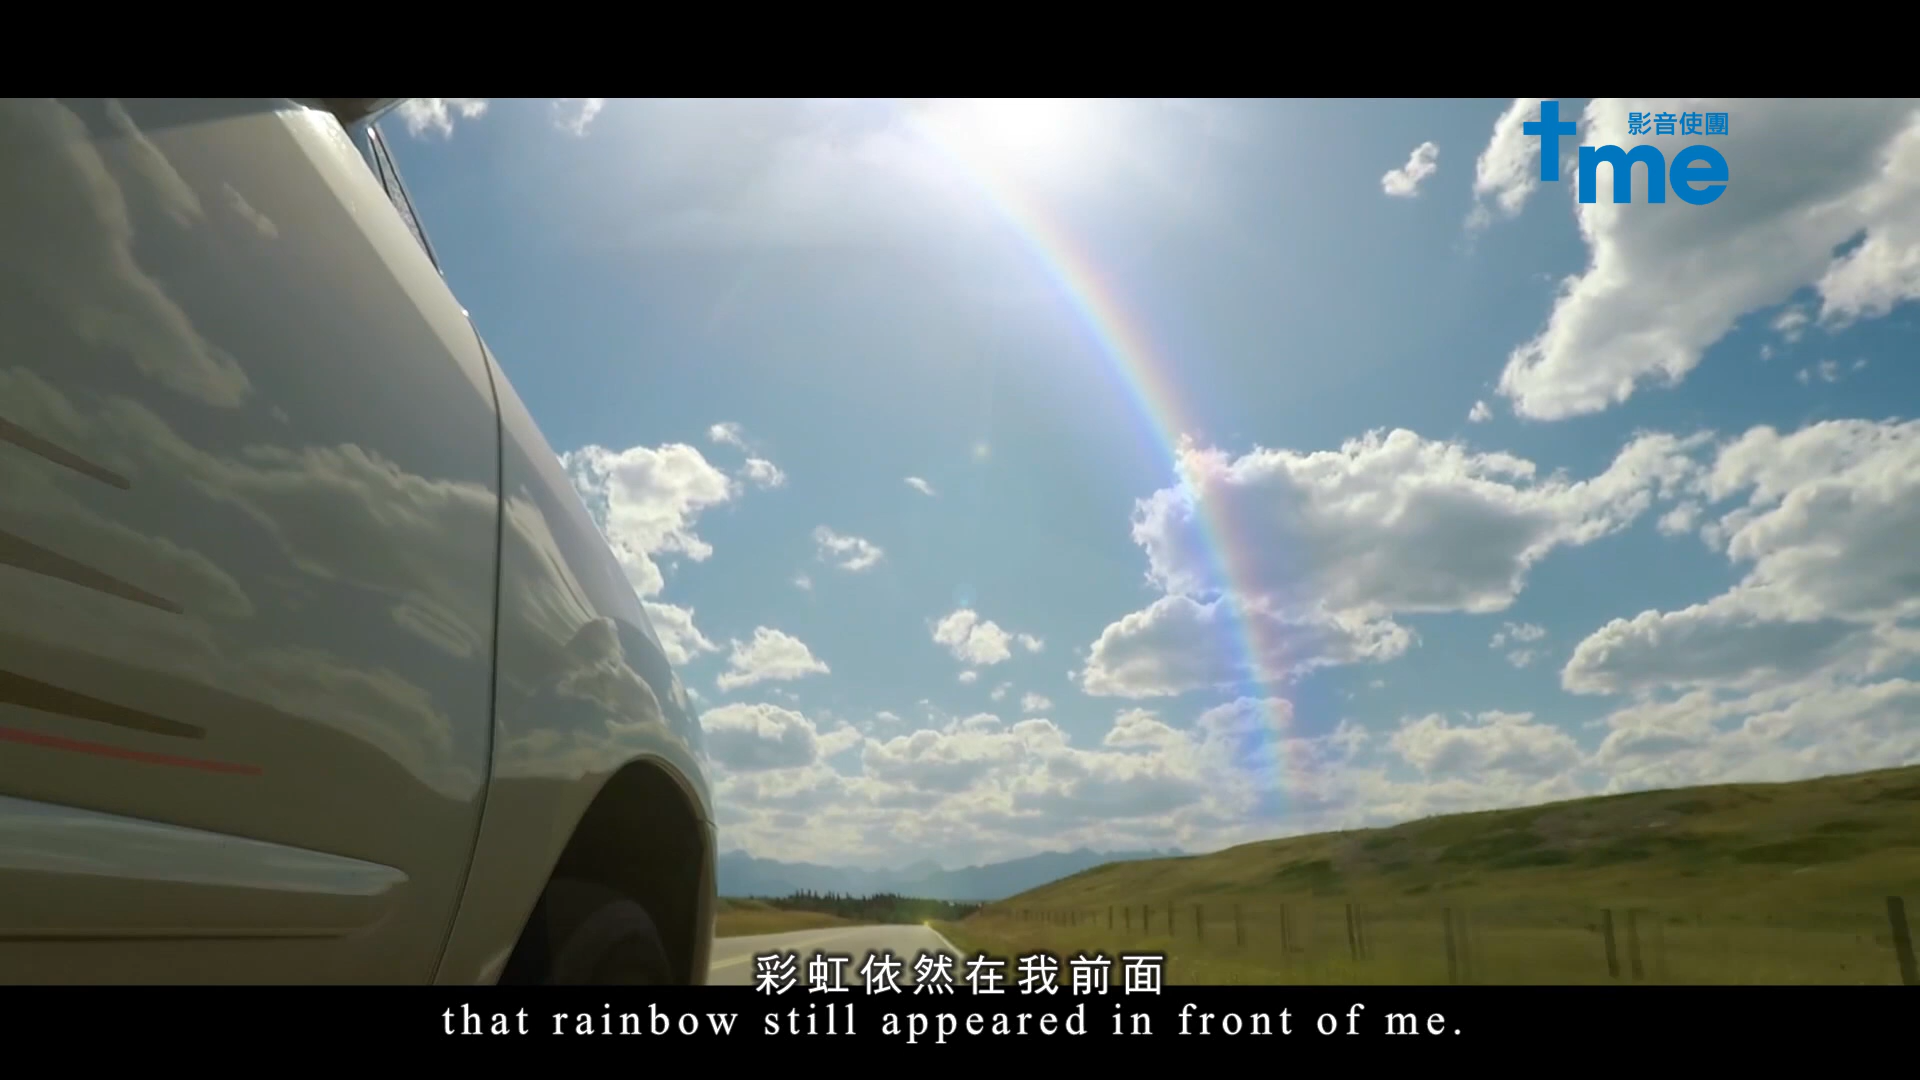 影音使團
tme
彩虹依然在我前面
that rainbow still appeared in front of me.